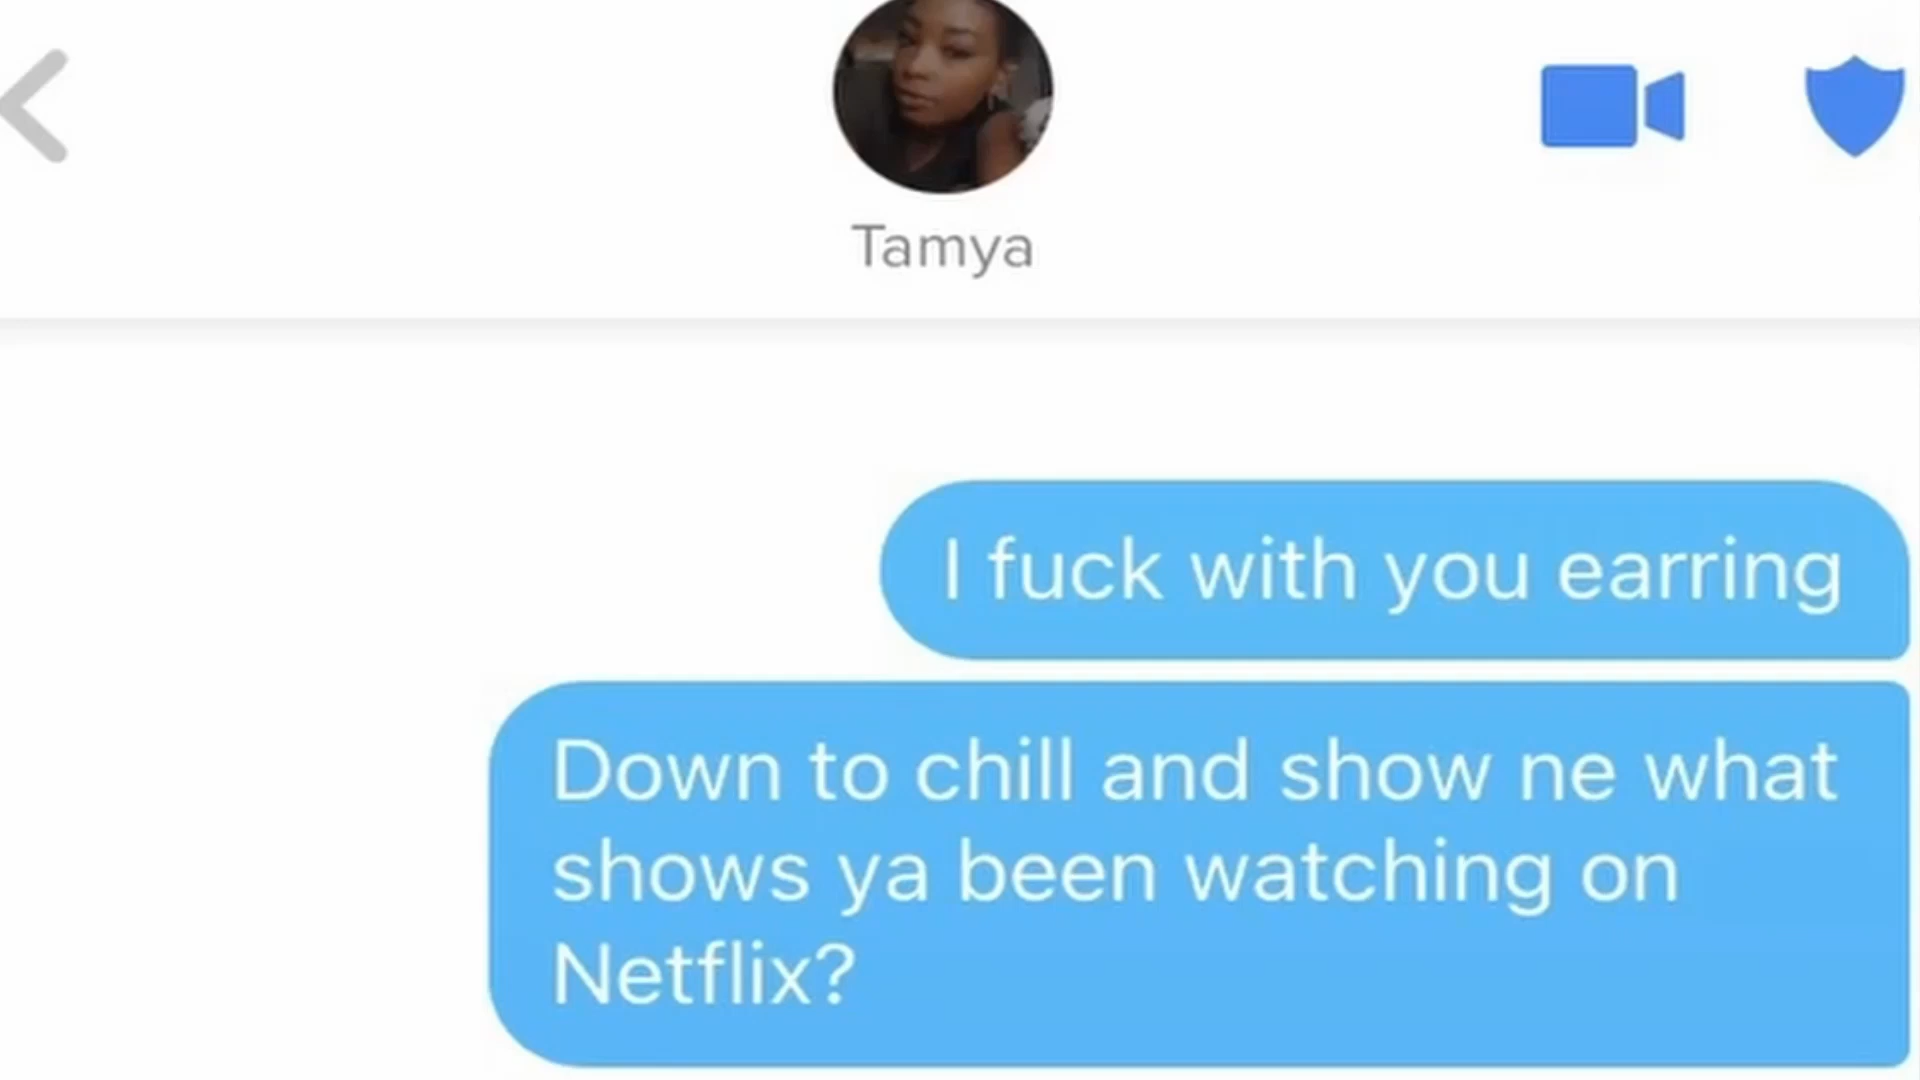 Tamya
I fuck with you earring
Down to chill and show ne what
shows ya been watching on
Netflix?